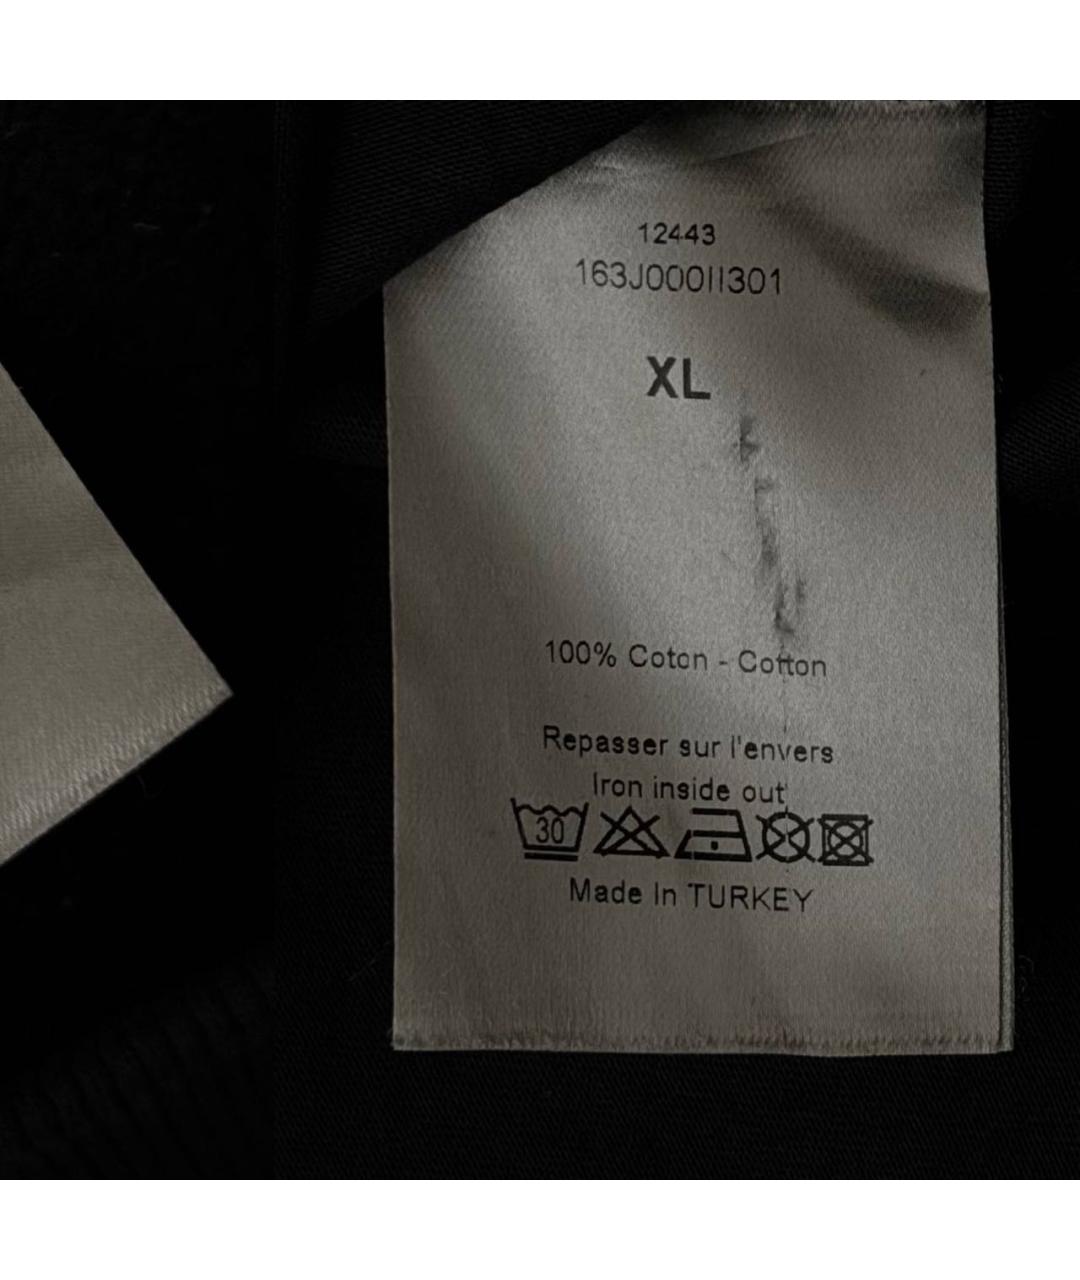 12443
163J000II301
XL
100% Coton - Cotton
Repasser sur l'envers
Iron inside out
30
Made In TURKEY